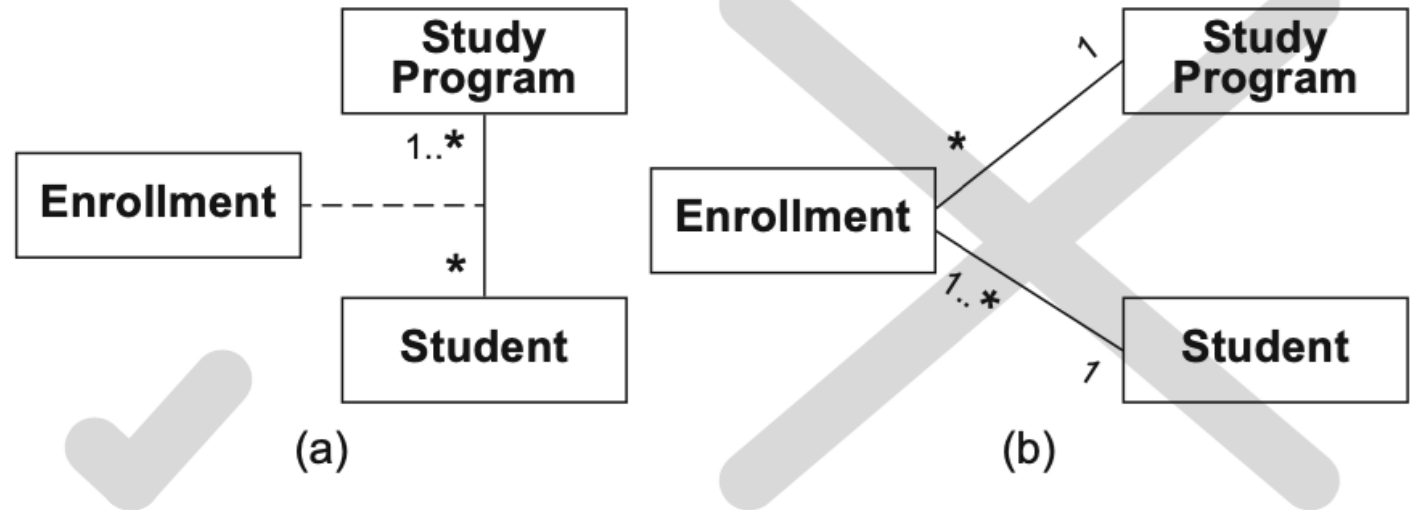 Study
Program
1..*
Enrollment
*
Student
(a)
Study
Program
1
*
Enrollment
1..*
1
Student
(b)